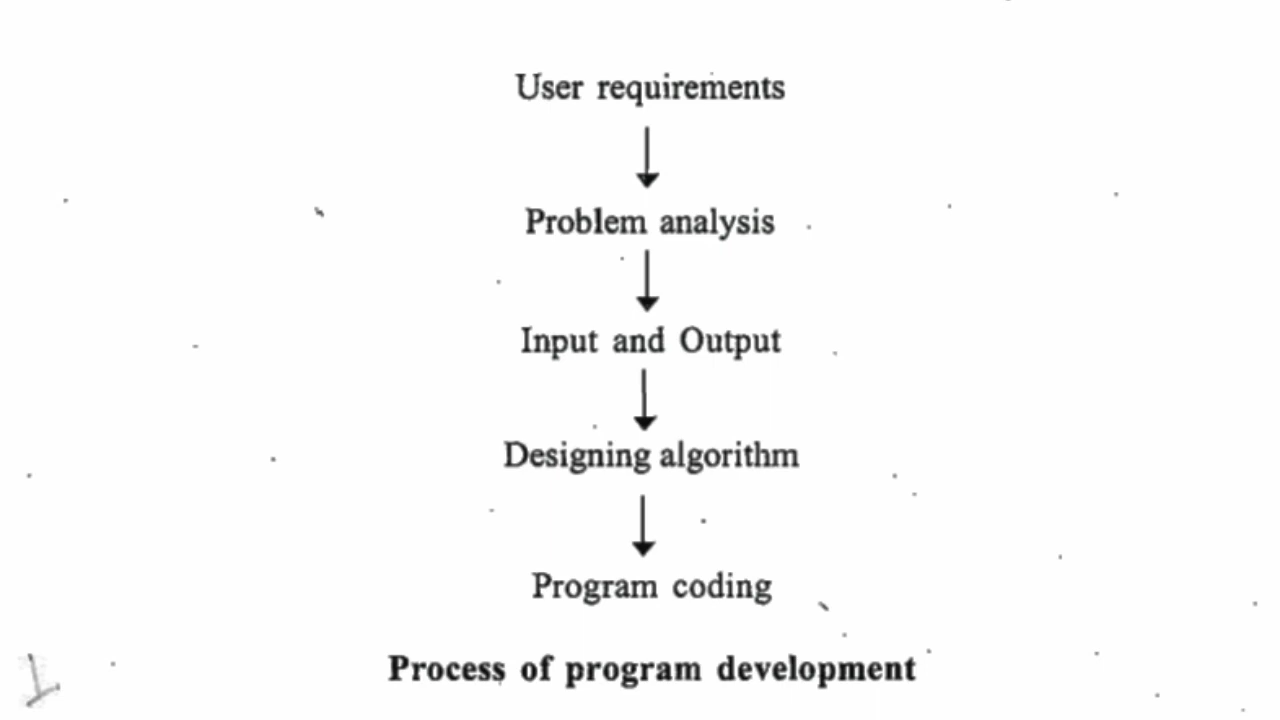 User requirements
Problem analysis
Input and Output
Designing algorithm
Program coding
Process of program development